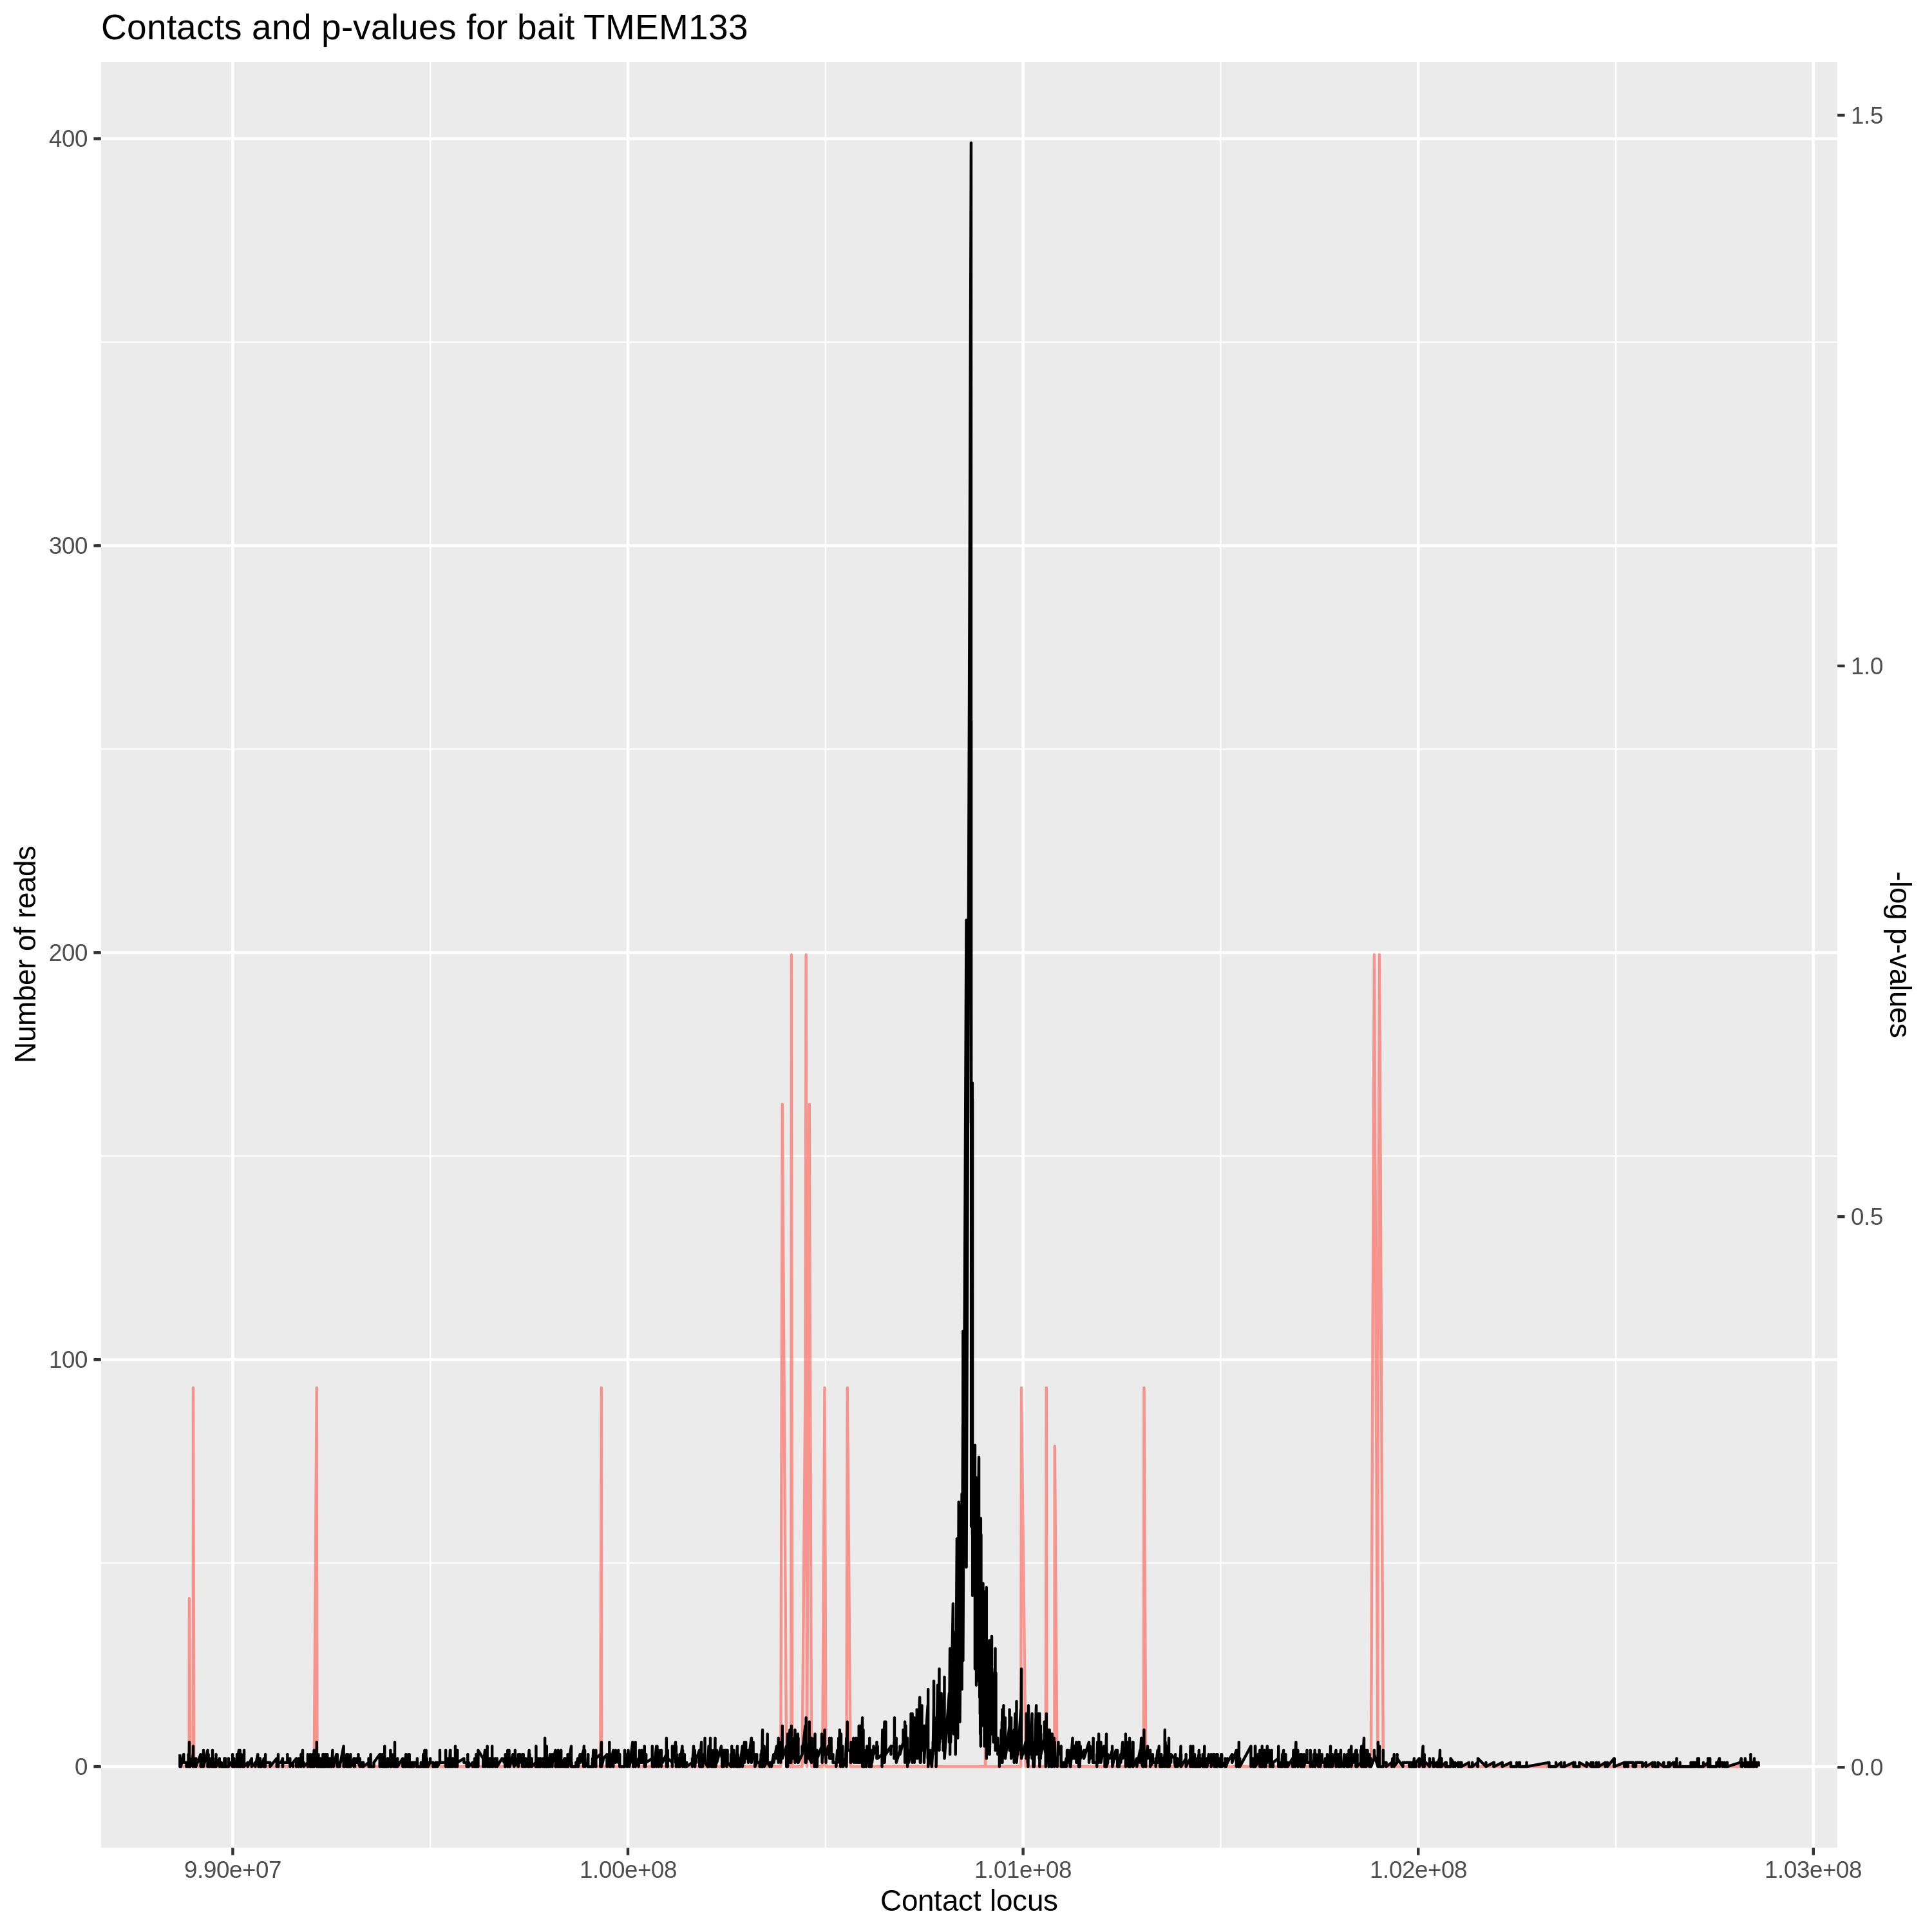 Contacts and p-values for bait TMEM133
400
300
200
100
0
Number of reads
1.5
1.0
0.5
0.0
-log p-values
9.90e+07
1.00e+08
1.01e+08
1.02e+08
1.03e+08
Contact locus